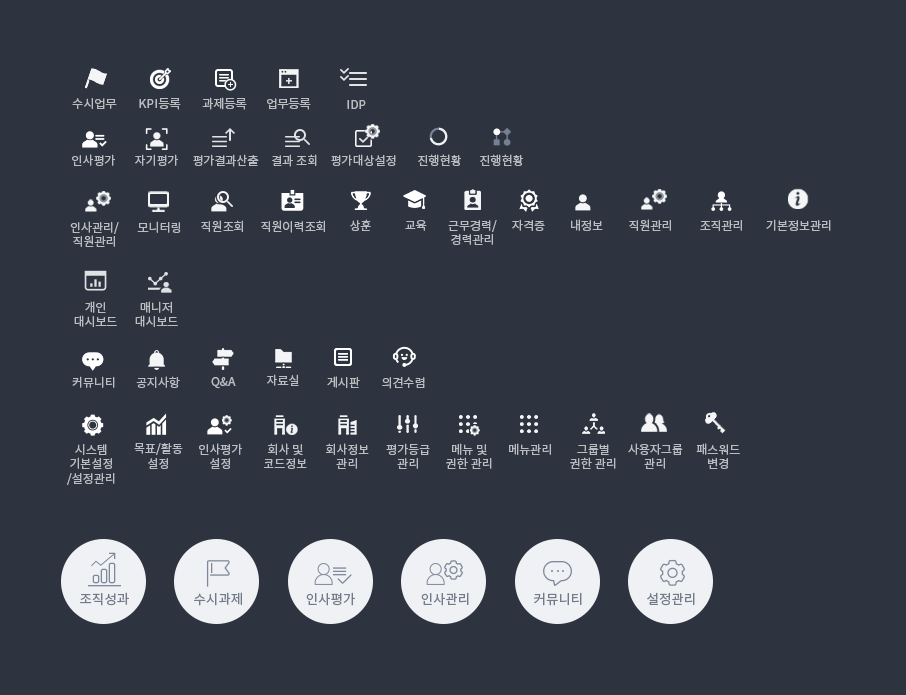 수시업무 KPI등록 과제등록 업무등록 IDP
인사평가 자기평가 평가결과산출 결과 조회 평가대상설정 진행현황 진행현황
인사관리/ 모니터링 직원조회 직원이력조회 상훈 교육 근무경력/ 자격증 내정보 직원관리 조직관리 기본정보관리
직원관리 경력관리
개인 매니저
대시보드 대시보드
커뮤니티 공지사항 Q&A 자료실 게시판 의견수렴
시스템 목표/활동 인사평가 회사 및 회사정보 평가등급 메뉴 및 메뉴관리 그룹별 사용자그룹 패스워드
기본설정 설정 설정 코드정보 관리 관리 권한 관리 권한 관리 관리 변경
/설정관리
조직성과 수시과제 인사평가 인사관리 커뮤니티 설정관리